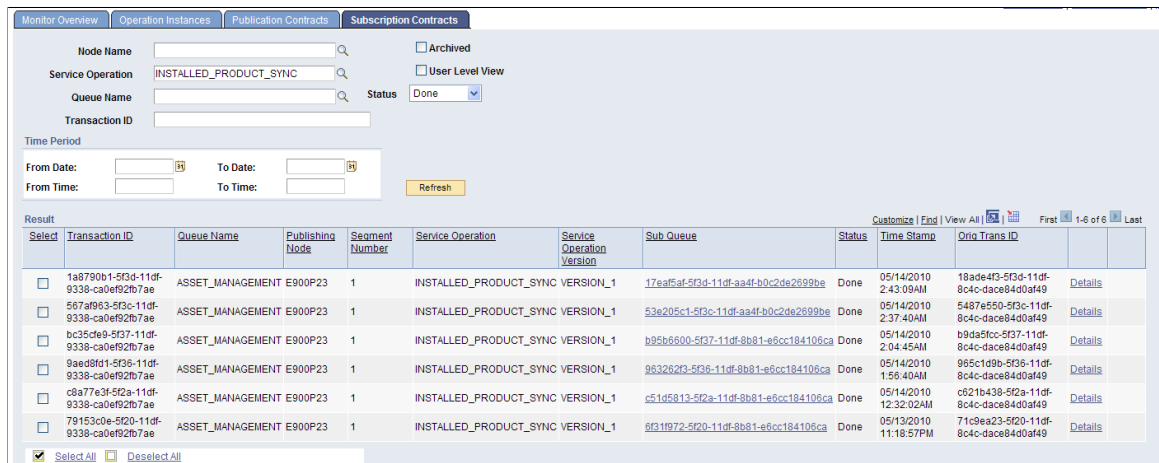 Monitor Overview Operation Instances Publication Contracts Subscription Contracts
Node Name Archived
Service Operation INSTALLED_PRODUCT_SYNC User Level View
Queue Name Status Done
Transaction ID
Time Period
From Date: To Date:
From Time: To Time: Refresh
Result Customize | Find | View All | First 1-6 of 6 Last
Select Transaction ID Queue Name Publishing Node Segment Number Service Operation Service Operation Version Sub Queue Status Time Stamp Orig Trans ID
1a8790b1-5f3d-11df-9338-ca0ef92fb7ae ASSET_MANAGEMENT E900P23 1 INSTALLED_PRODUCT_SYNC VERSION_1 17eaf5af-5f3d-11df-aa4f-b0c2de2699be Done 05/14/2010 2:43:09AM 18ade4f3-5f3d-11df-8c4c-dace84d0af49 Details
567af963-5f3c-11df-9338-ca0ef92fb7ae ASSET_MANAGEMENT E900P23 1 INSTALLED_PRODUCT_SYNC VERSION_1 53e205c1-5f3c-11df-aa4f-b0c2de2699be Done 05/14/2010 2:37:40AM 5487e550-5f3c-11df-8c4c-dace84d0af49 Details
bc35cfe9-5f37-11df-9338-ca0ef92fb7ae ASSET_MANAGEMENT E900P23 1 INSTALLED_PRODUCT_SYNC VERSION_1 b95b6600-5f37-11df-8b81-e6cc184106ca Done 05/14/2010 2:04:45AM b9da5fcc-5f37-11df-8c4c-dace84d0af49 Details
9aed8fd1-5f36-11df-9338-ca0ef92fb7ae ASSET_MANAGEMENT E900P23 1 INSTALLED_PRODUCT_SYNC VERSION_1 963262f3-5f36-11df-8b81-e6cc184106ca Done 05/14/2010 1:56:40AM 965c1d9b-5f36-11df-8c4c-dace84d0af49 Details
c8a77e3f-5f2a-11df-9338-ca0ef92fb7ae ASSET_MANAGEMENT E900P23 1 INSTALLED_PRODUCT_SYNC VERSION_1 c51d5813-5f2a-11df-8b81-e6cc184106ca Done 05/14/2010 12:32:02AM c621b438-5f2a-11df-8c4c-dace84d0af49 Details
79153c0e-5f20-11df-9338-ca0ef92fb7ae ASSET_MANAGEMENT E900P23 1 INSTALLED_PRODUCT_SYNC VERSION_1 6f31f972-5f20-11df-8b81-e6cc184106ca Done 05/13/2010 11:18:57PM 71c9ea23-5f20-11df-8c4c-dace84d0af49 Details
Select All Deselect All